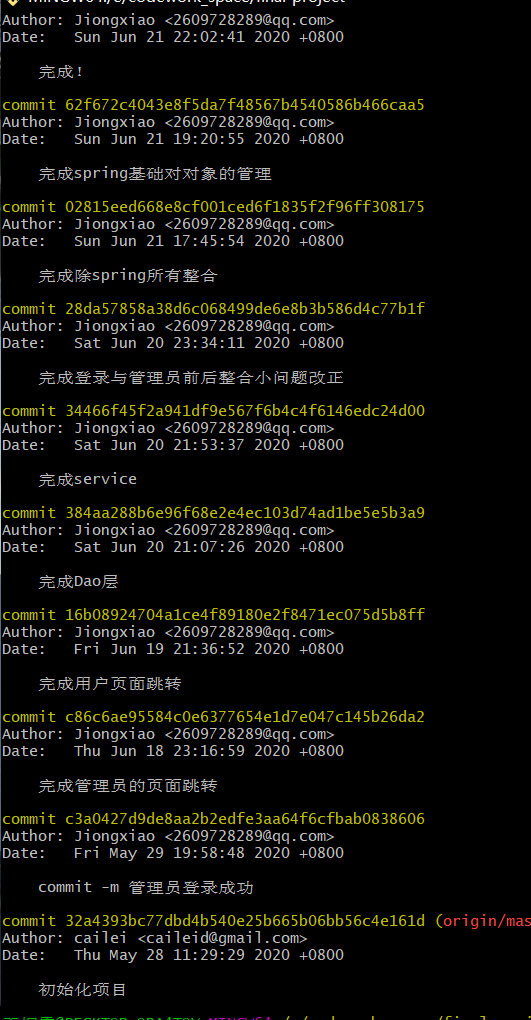 MINGW64:/e/codework_space/final project
Author: Jiongxiao <2609728289@qq.com>
Date:   Sun Jun 21 22:02:41 2020 +0800
完成!
commit 62f672c4043e8f5da7f48567b4540586b466caa5
Author: Jiongxiao <2609728289@qq.com>
Date:   Sun Jun 21 19:20:55 2020 +0800
完成spring基础对对象的管理
commit 02815eed668e8cf001ced6f1835f2f96ff308175
Author: Jiongxiao <2609728289@qq.com>
Date:   Sun Jun 21 17:45:54 2020 +0800
完成除spring所有整合
commit 28da57858a38d6c068499de6e8b3b586d4c77b1f
Author: Jiongxiao <2609728289@qq.com>
Date:   Sat Jun 20 23:34:11 2020 +0800
完成登录与管理员前后整合小问题改正
commit 34466f45f2a941df9e567f6b4c4f6146edc24d00
Author: Jiongxiao <2609728289@qq.com>
Date:   Sat Jun 20 21:53:37 2020 +0800
完成service
commit 384aa288b6e96f68e2e4ec103d74ad1be5e5b3a9
Author: Jiongxiao <2609728289@qq.com>
Date:   Sat Jun 20 21:07:26 2020 +0800
完成Dao层
commit 16b08924704a1ce4f89180e2f8471ec075d5b8ff
Author: Jiongxiao <2609728289@qq.com>
Date:   Fri Jun 19 21:36:52 2020 +0800
完成用户页面跳转
commit c86c6ae95584c0e6377654e1d7e047c145b26da2
Author: Jiongxiao <2609728289@qq.com>
Date:   Thu Jun 18 23:16:59 2020 +0800
完成管理员的页面跳转
commit c3a0427d9de8aa2b2edfe3aa64f6cfbab0838606
Author: Jiongxiao <2609728289@qq.com>
Date:   Fri May 29 19:58:48 2020 +0800
commit -m 管理员登录成功
commit 32a4393bc77dbd4b540e25b665b06bb56c4e161d (origin/mas
Author: cailei <caileid@gmail.com>
Date:   Thu May 28 11:29:29 2020 +0800
初始化项目